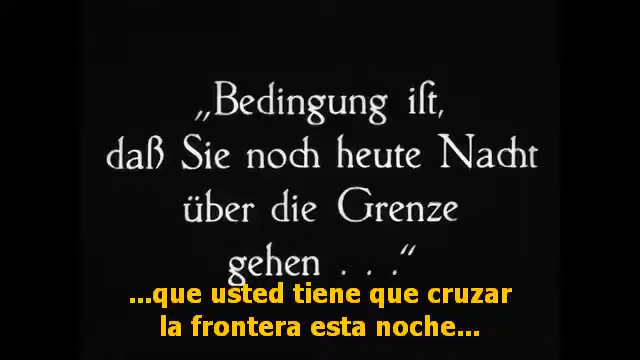 „Bedingung iſt,
daß Sie noch heute Nacht
über die Grenze
gehen . . .“
...que usted tiene que cruzar
la frontera esta noche...